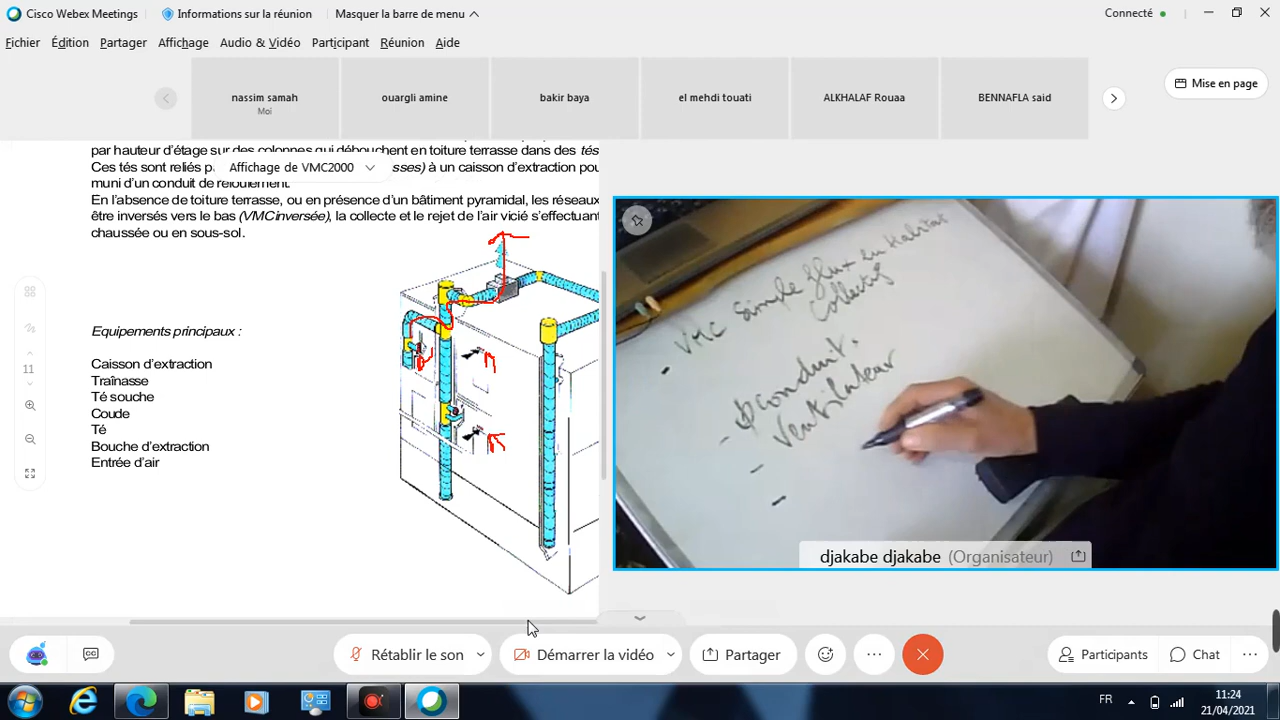 Cisco Webex Meetings
Informations sur la réunion
Masquer la barre de menu
Connecté
Fichier Édition Partager Affichage Audio & Vidéo Participant Réunion Aide
nassim samah
Moi
ouargli amine
bakir baya
el mehdi touati
ALKHALAF Rouaa
BENNAFLA said
Mise en page
par hauteur d'étage sur des colonnes qui débouchent en toiture terrasse dans des tés
Ces tés sont reliés
Affichage de VMC2000
sses) à un caisson d'extraction pou
muni d'un conduit de refoulement.
En l'absence de toiture terrasse, ou en présence d'un bâtiment pyramidal, les réseaux
être inversés vers le bas (VMC inversée), la collecte et le rejet de l'air vicié s'effectuant
chaussée ou en sous-sol.
11
Equipements principaux :
Caisson d'extraction
Traînasse
Té souche
Coude
Té
Bouche d'extraction
Entrée d'air
- VMC simple flux en habitat
collectif
- conduit.
- Ventilateur
-
djakabe djakabe (Organisateur)
Rétablir le son
Démarrer la vidéo
Partager
Participants
Chat
FR
11:24
21/04/2021